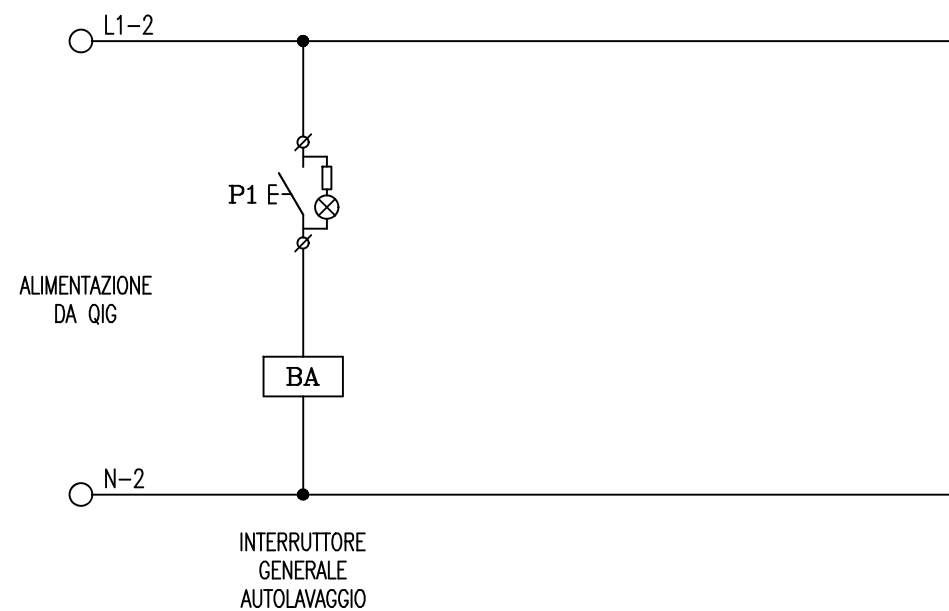 L1-2
P1
ALIMENTAZIONE
DA QIG
BA
N-2
INTERRUTTORE
GENERALE
AUTOLAVAGGIO